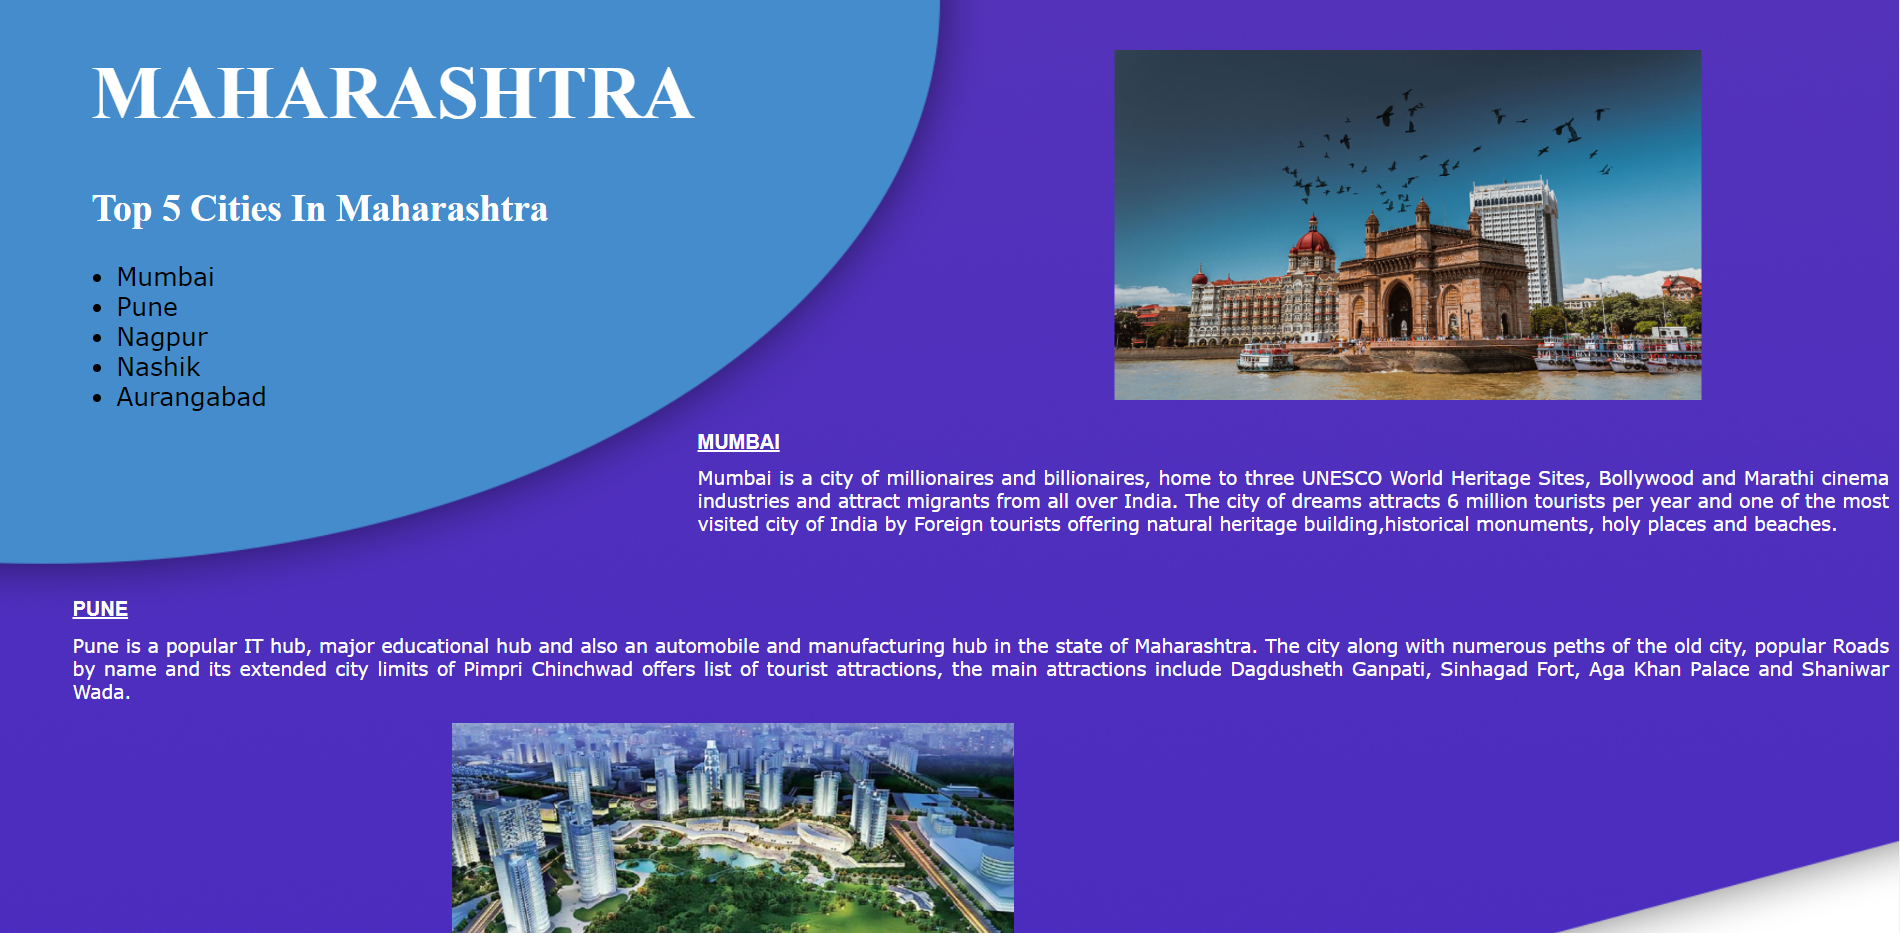 MAHARASHTRA
Top 5 Cities In Maharashtra
• Mumbai
• Pune
• Nagpur
• Nashik
• Aurangabad
MUMBAI
Mumbai is a city of millionaires and billionaires, home to three UNESCO World Heritage Sites, Bollywood and Marathi cinema
industries and attract migrants from all over India. The city of dreams attracts 6 million tourists per year and one of the most
visited city of India by Foreign tourists offering natural heritage building,historical monuments, holy places and beaches.
PUNE
Pune is a popular IT hub, major educational hub and also an automobile and manufacturing hub in the state of Maharashtra. The city along with numerous peths of the old city, popular Roads
by name and its extended city limits of Pimpri Chinchwad offers list of tourist attractions, the main attractions include Dagdusheth Ganpati, Sinhagad Fort, Aga Khan Palace and Shaniwar
Wada.